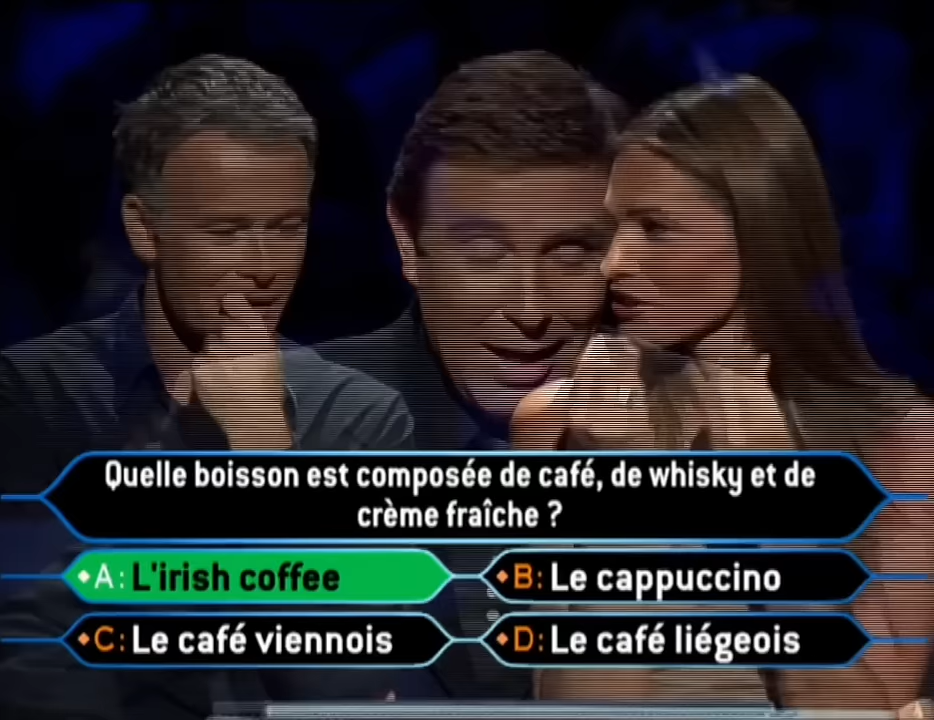 Quelle boisson est composée de café, de whisky et de
crème fraîche ?
A: L'irish coffee
B: Le cappuccino
C: Le café viennois
D: Le café liégeois